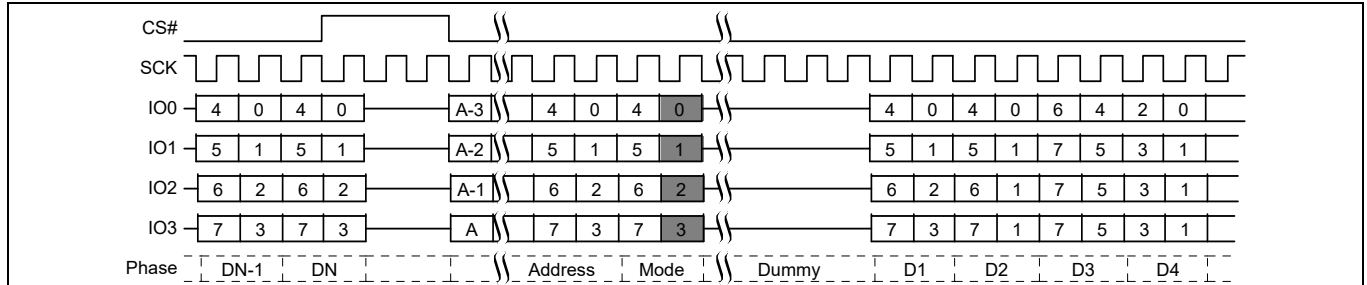 CS#
SCK
IO0 4 0 4 0 A-3 4 0 4 0 4 0 4 0 6 4 2 0
IO1 5 1 5 1 A-2 5 1 5 1 5 1 5 1 7 5 3 1
IO2 6 2 6 2 A-1 6 2 6 2 6 2 6 1 7 5 3 1
IO3 7 3 7 3 A 7 3 7 3 7 3 7 1 7 5 3 1
Phase DN-1 DN Address Mode Dummy D1 D2 D3 D4